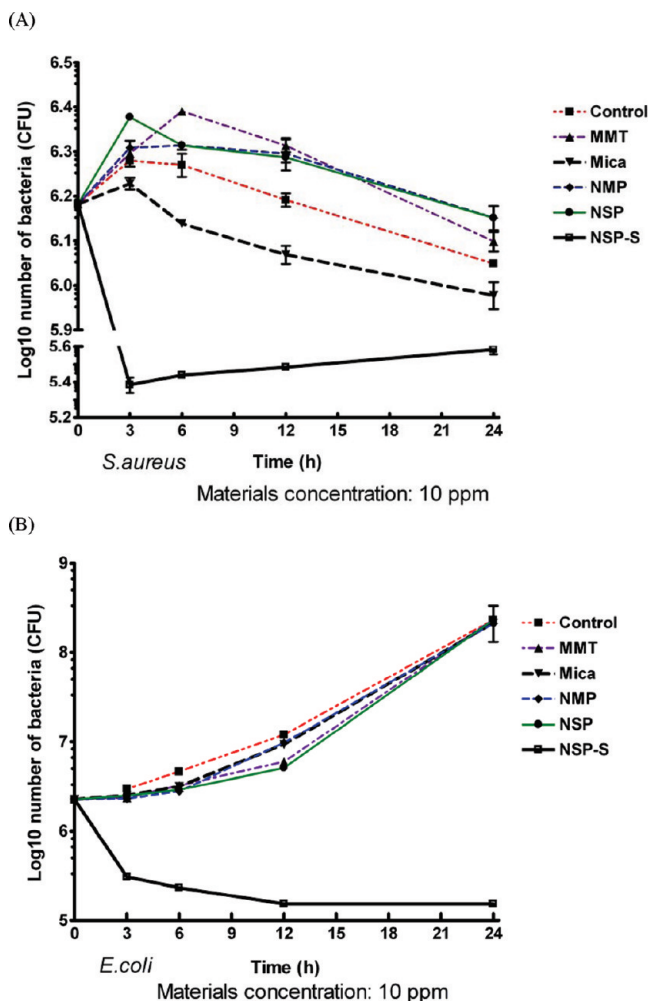 (A)
Log10 number of bacteria (CFU)
6.5
6.4
6.3
6.2
6.1
6.0
5.9
5.6
5.4
5.2
0 3 6 9 12 15 18 21 24
S.aureus Time (h)
Materials concentration: 10 ppm
Control
MMT
Mica
NMP
NSP
NSP-S
(B)
Log10 number of bacteria (CFU)
9
8
7
6
5
0 3 6 9 12 15 18 21 24
E.coli Time (h)
Materials concentration: 10 ppm
Control
MMT
Mica
NMP
NSP
NSP-S